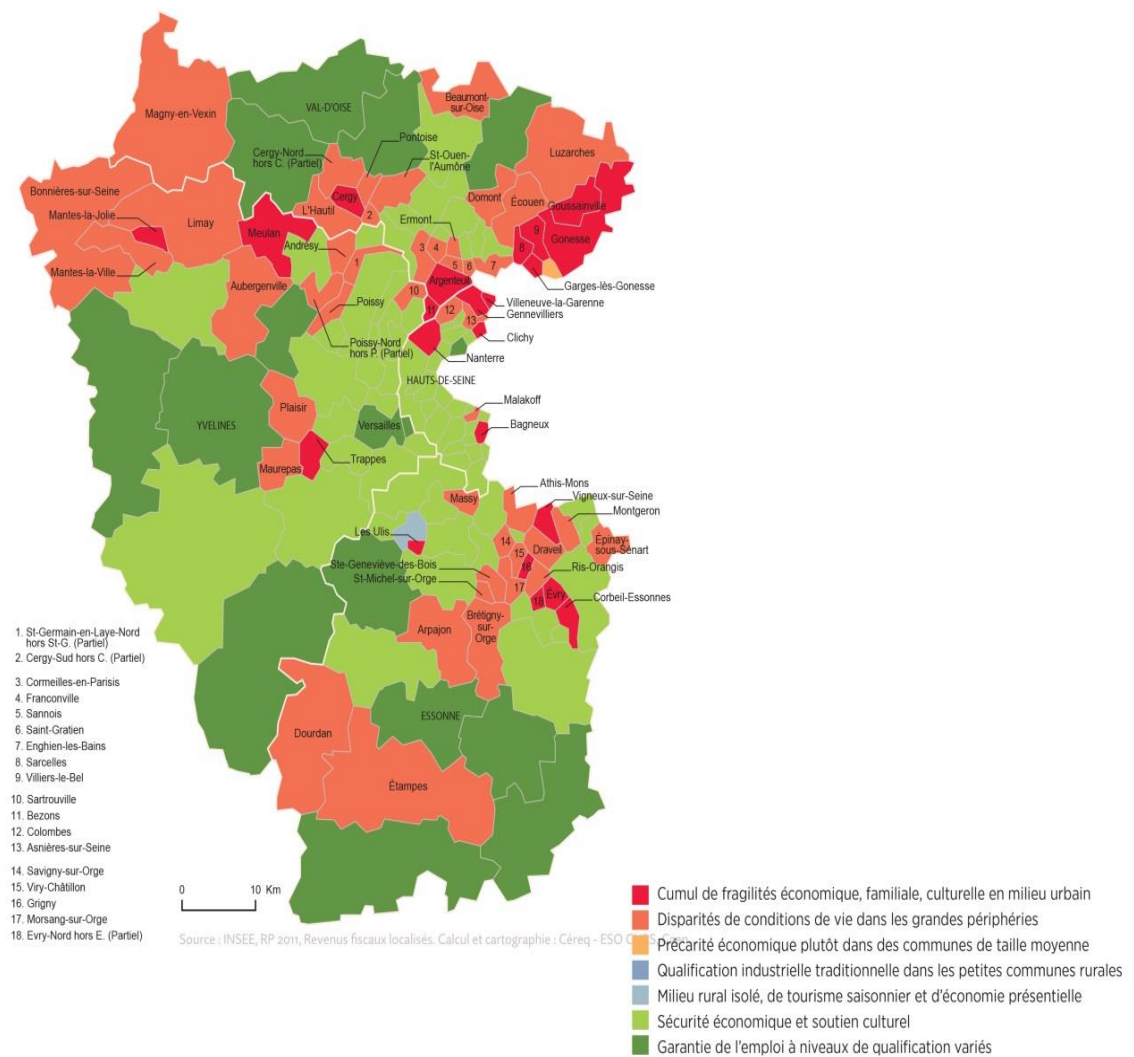 Magny-en-Vexin
VAL-D'OISE
Beaumont-
sur-Oise
Cergy-Nord
hors C. (Partiel)
Pontoise
St-Ouen-
l'Aumône
Luzarches
Bonnières-sur-Seine
Mantes-la-Jolie
Limay
L'Hautil
Cergy
2
Domont
Écouen
Goussainville
Meulan
Ermont
9
Gonesse
8
Andrésy
1
3
4
5
6
7
Mantes-la-Ville
Aubergenville
Argenteuil
Garges-lès-Gonesse
10
Poissy
11
12
13
Villeneuve-la-Garenne
Gennevilliers
Clichy
Poissy-Nord
hors P. (Partiel)
Nanterre
HAUTS-DE-SEINE
Plaisir
Malakoff
YVELINES
Versailles
Bagneux
Maurepas
Trappes
Athis-Mons
Massy
Vigneux-sur-Seine
Montgeron
Les Ulis
14
15
16
17
18
Draveil
Épinay-
sous-Sénart
Ste-Geneviève-des-Bois
St-Michel-sur-Orge
Ris-Orangis
Évry
Corbeil-Essonnes
Arpajon
Brétigny-
sur-
Orge
ESSONNE
Dourdan
Étampes
1. St-Germain-en-Laye-Nord
hors St-G. (Partiel)
2. Cergy-Sud hors C. (Partiel)
3. Cormeilles-en-Parisis
4. Franconville
5. Sannois
6. Saint-Gratien
7. Enghien-les-Bains
8. Sarcelles
9. Villiers-le-Bel
10. Sartrouville
11. Bezons
12. Colombes
13. Asnières-sur-Seine
14. Savigny-sur-Orge
15. Viry-Châtillon
16. Grigny
17. Morsang-sur-Orge
18. Evry-Nord hors E. (Partiel)
0 10 Km
Source : INSEE, RP 2011, Revenus fiscaux localisés. Calcul et cartographie : Céreq - ESO
Cumul de fragilités économique, familiale, culturelle en milieu urbain
Disparités de conditions de vie dans les grandes périphéries
Précarité économique plutôt dans des communes de taille moyenne
Qualification industrielle traditionnelle dans les petites communes rurales
Milieu rural isolé, de tourisme saisonnier et d'économie présentielle
Sécurité économique et soutien culturel
Garantie de l'emploi à niveaux de qualification variés